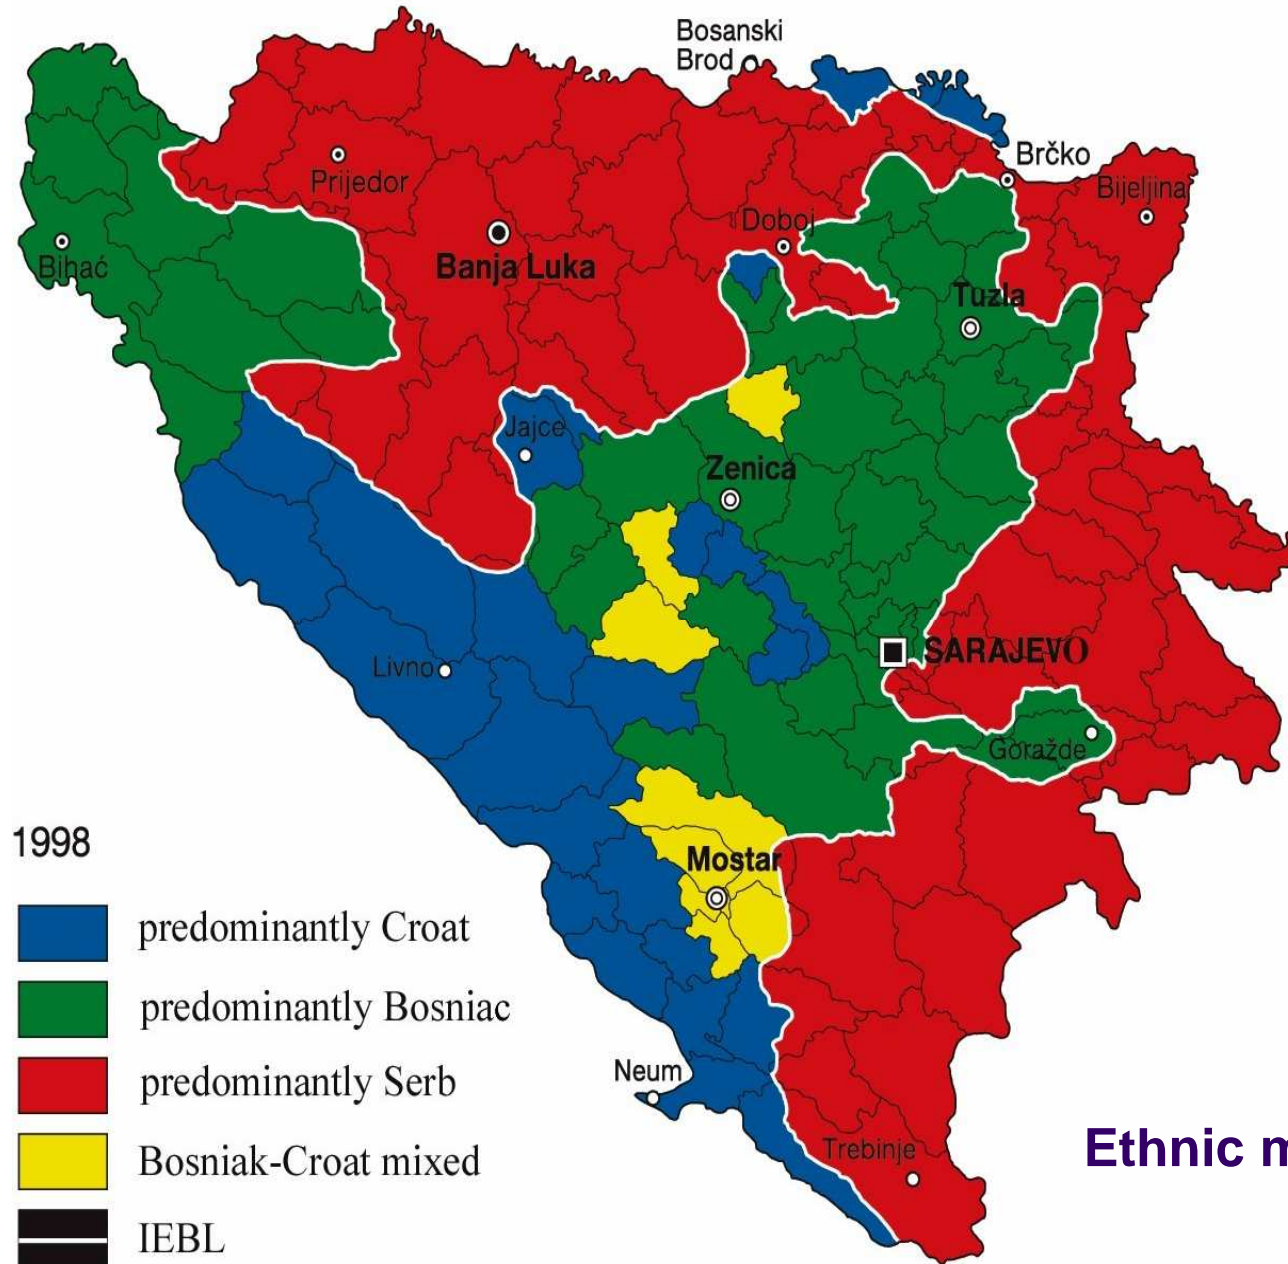 Bosanski
Brod
Brčko
Prijedor
Bijeljina
Doboj
Bihać
Banja Luka
Tuzla
Jajce
Zenica
SARAJEVO
Livno
Goražde
1998
Mostar
predominantly Croat
predominantly Bosniac
predominantly Serb
Neum
Trebinje
Ethnic m
Bosniak-Croat mixed
IEBL